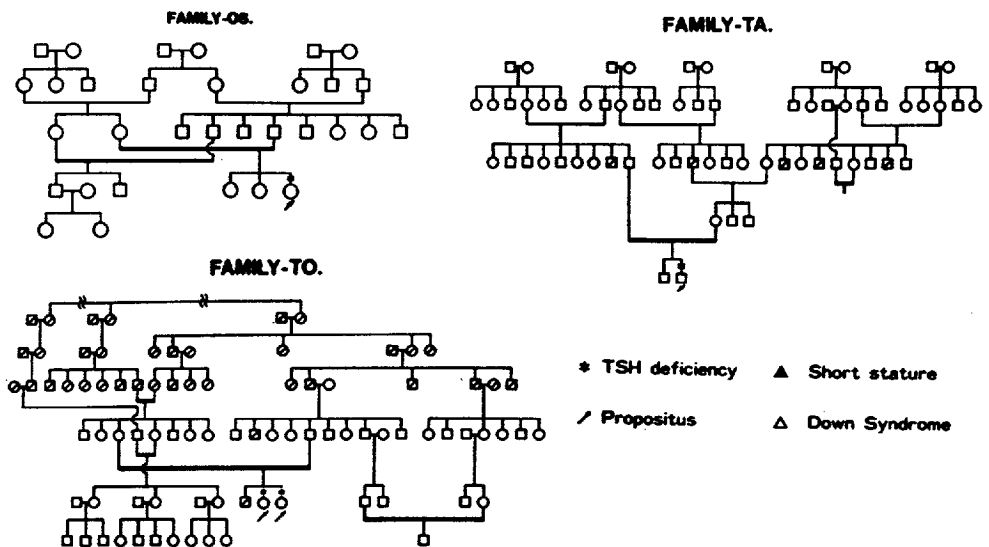 FAMILY-OS.
FAMILY-TA.
FAMILY-TO.
* TSH deficiency
▲ Short stature
Propositus
△ Down Syndrome